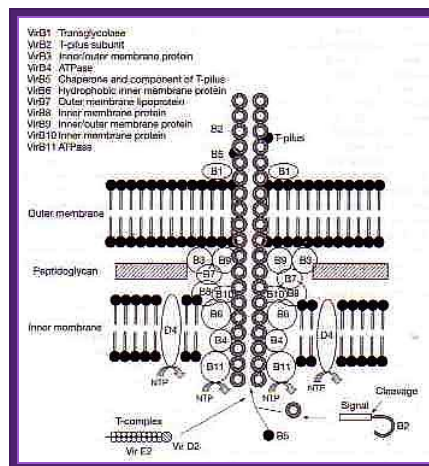 VirB1 Transglycolase
VirB2 T-pilus subunit
VirB3 Inner/outer membrane protein
VirB4 ATPase
VirB5 Chaperone and component of T-pilus
VirB6 Hydrophobic inner membrane protein
VirB7 Outer membrane lipoprotein
VirB8 Inner membrane protein
VirB9 Inner/outer membrane protein
VirB10 Inner membrane protein
VirB11 ATPase
B2
T-pilus
B5
B1
B1
Outer membrane
B3
B9
B9
B3
Peptidoglycan
B7
B7
B8
B10
B10
B8
Inner membrane
D4
B6
B6
D4
B4
B4
B11
B11
NTP
NTP
NTP
NTP
Cleavage
Signal
T-complex
B2
Vir D2
B5
Vir E2